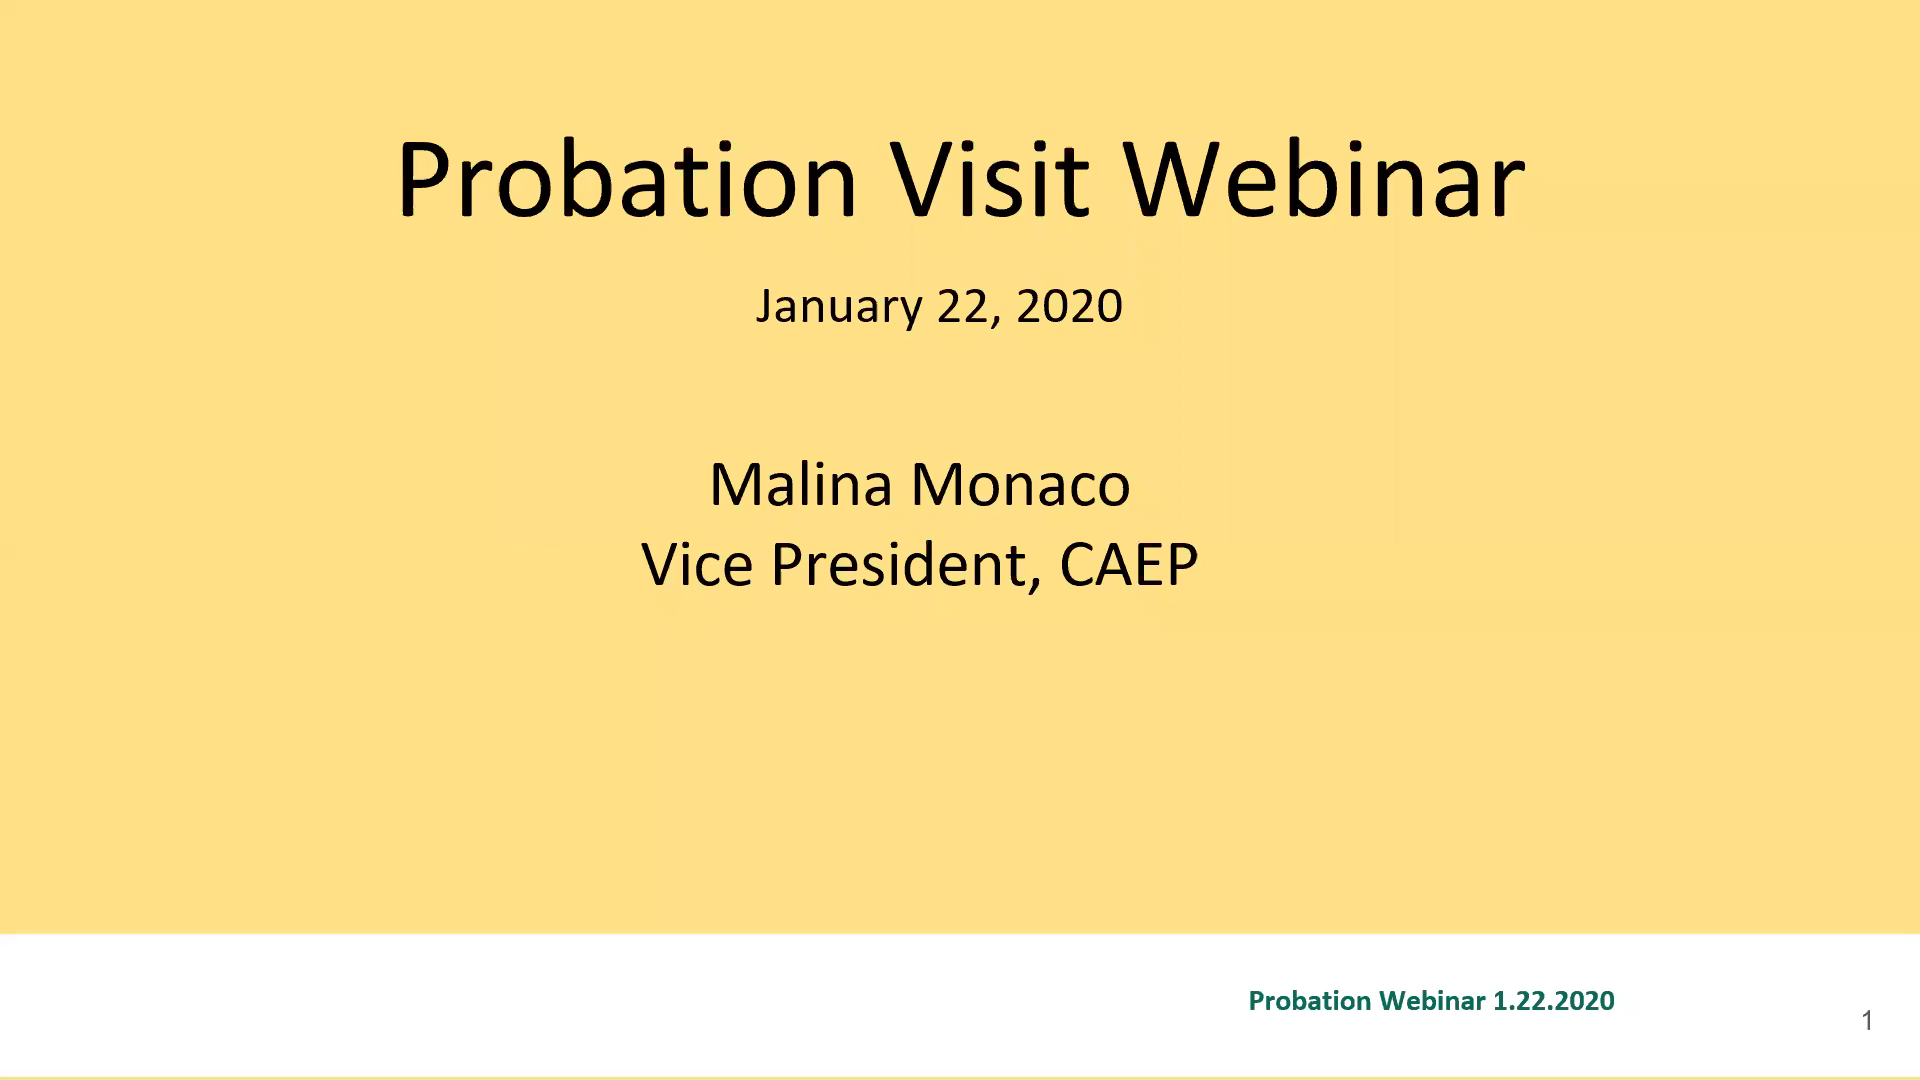 Probation Visit Webinar
January 22, 2020
Malina Monaco
Vice President, CAEP
Probation Webinar 1.22.2020
1